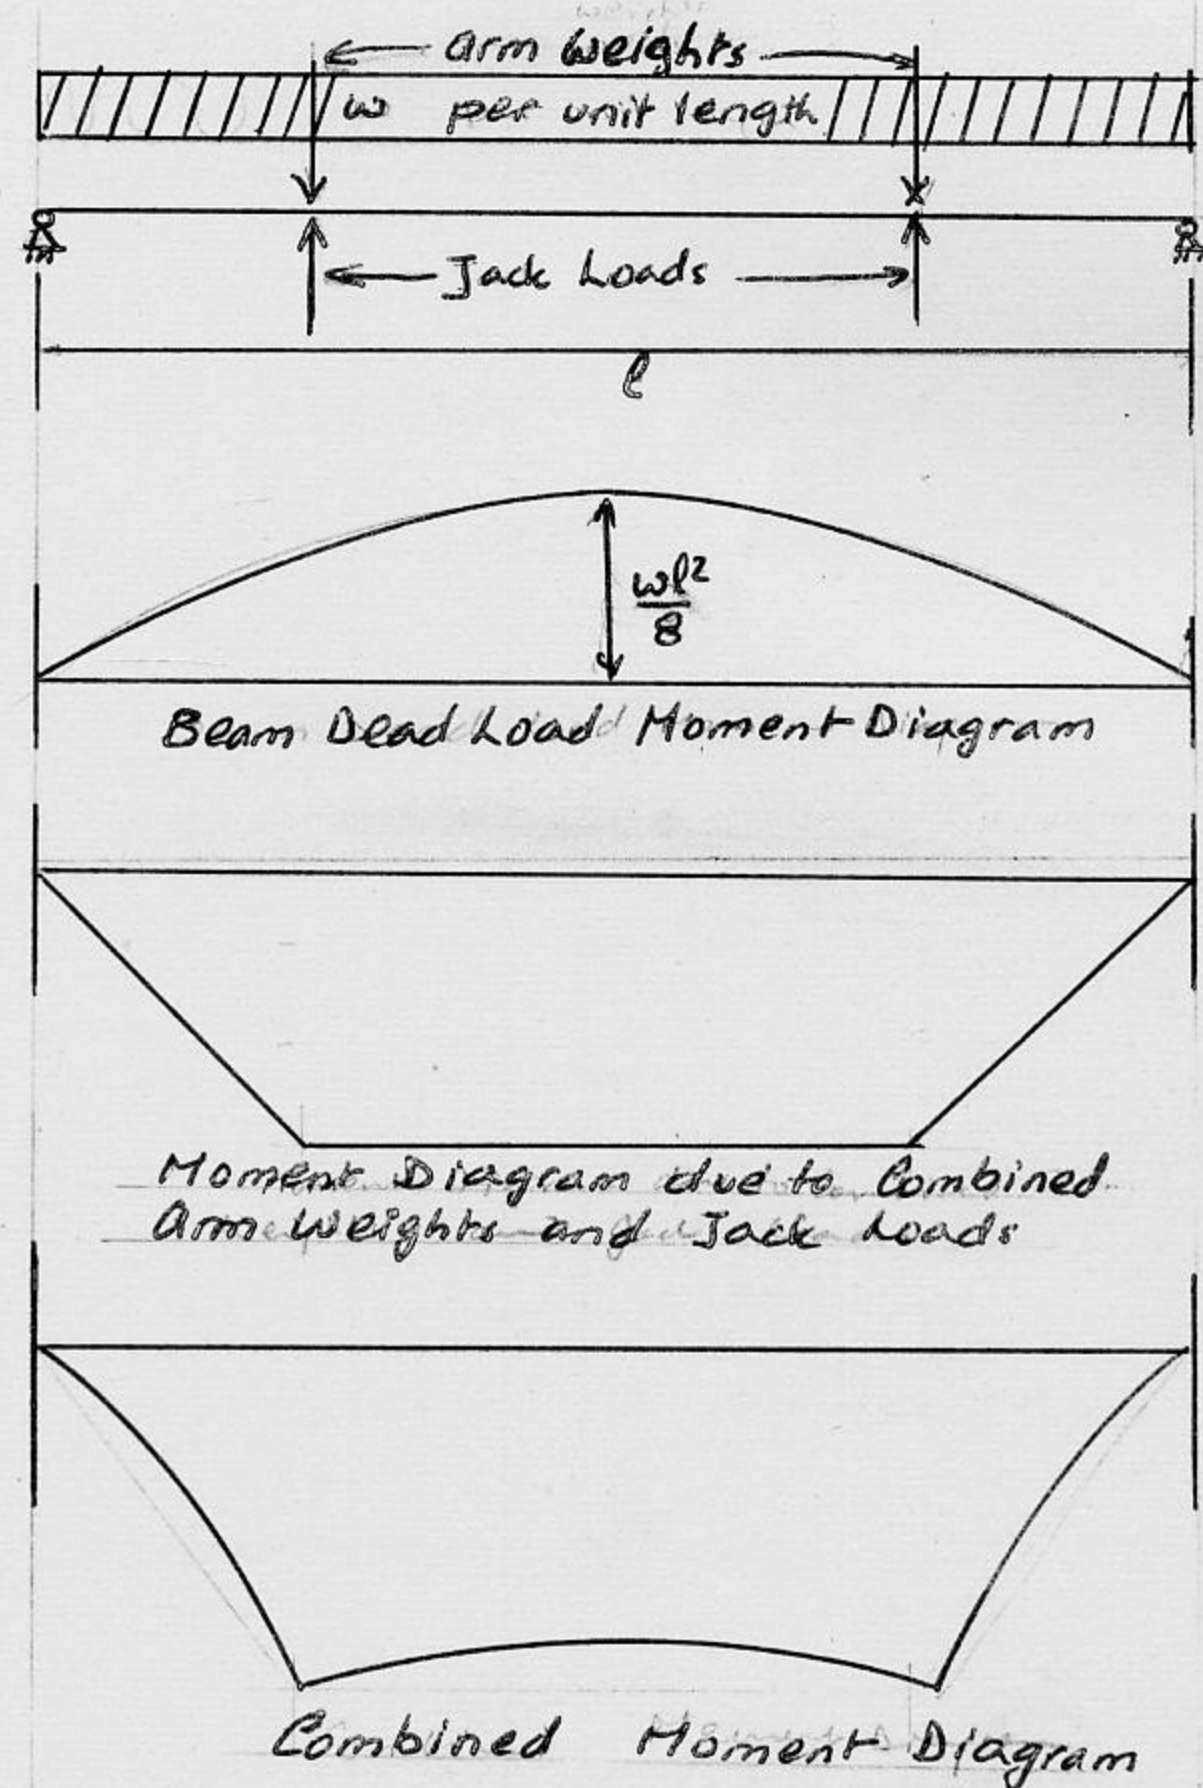 Arm Weights
w per unit length
Jack Loads
l
wl²
8
Beam Dead Load Moment Diagram
Moment Diagram due to Combined
Arm Weights and Jack Loads
Combined Moment Diagram